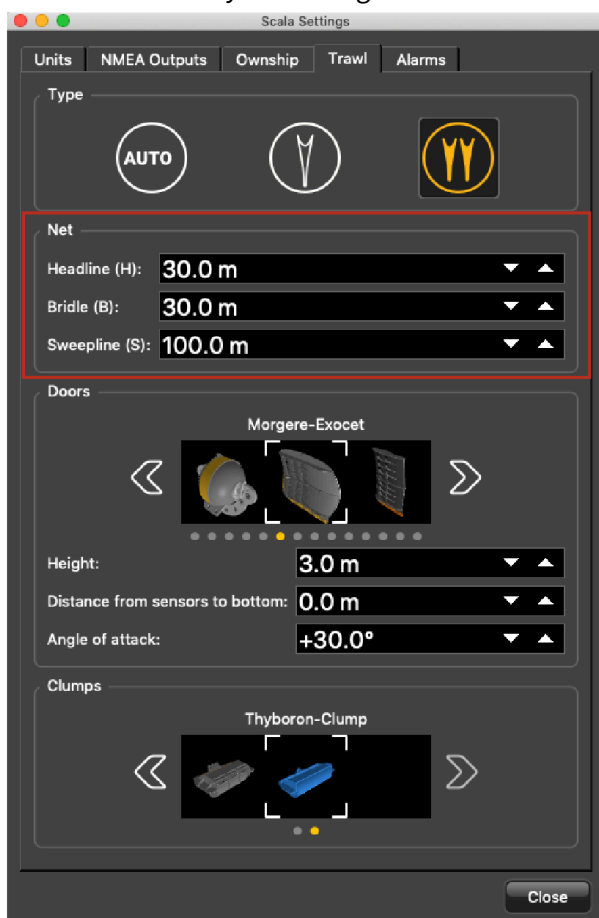 Scala Settings
Units NMEA Outputs Ownship Trawl Alarms
Type
AUTO
Net
Headline (H): 30.0 m
Bridle (B): 30.0 m
Sweepline (S): 100.0 m
Doors
Morgere-Exocet
Height: 3.0 m
Distance from sensors to bottom: 0.0 m
Angle of attack: +30.0°
Clumps
Thyboron-Clump
Close